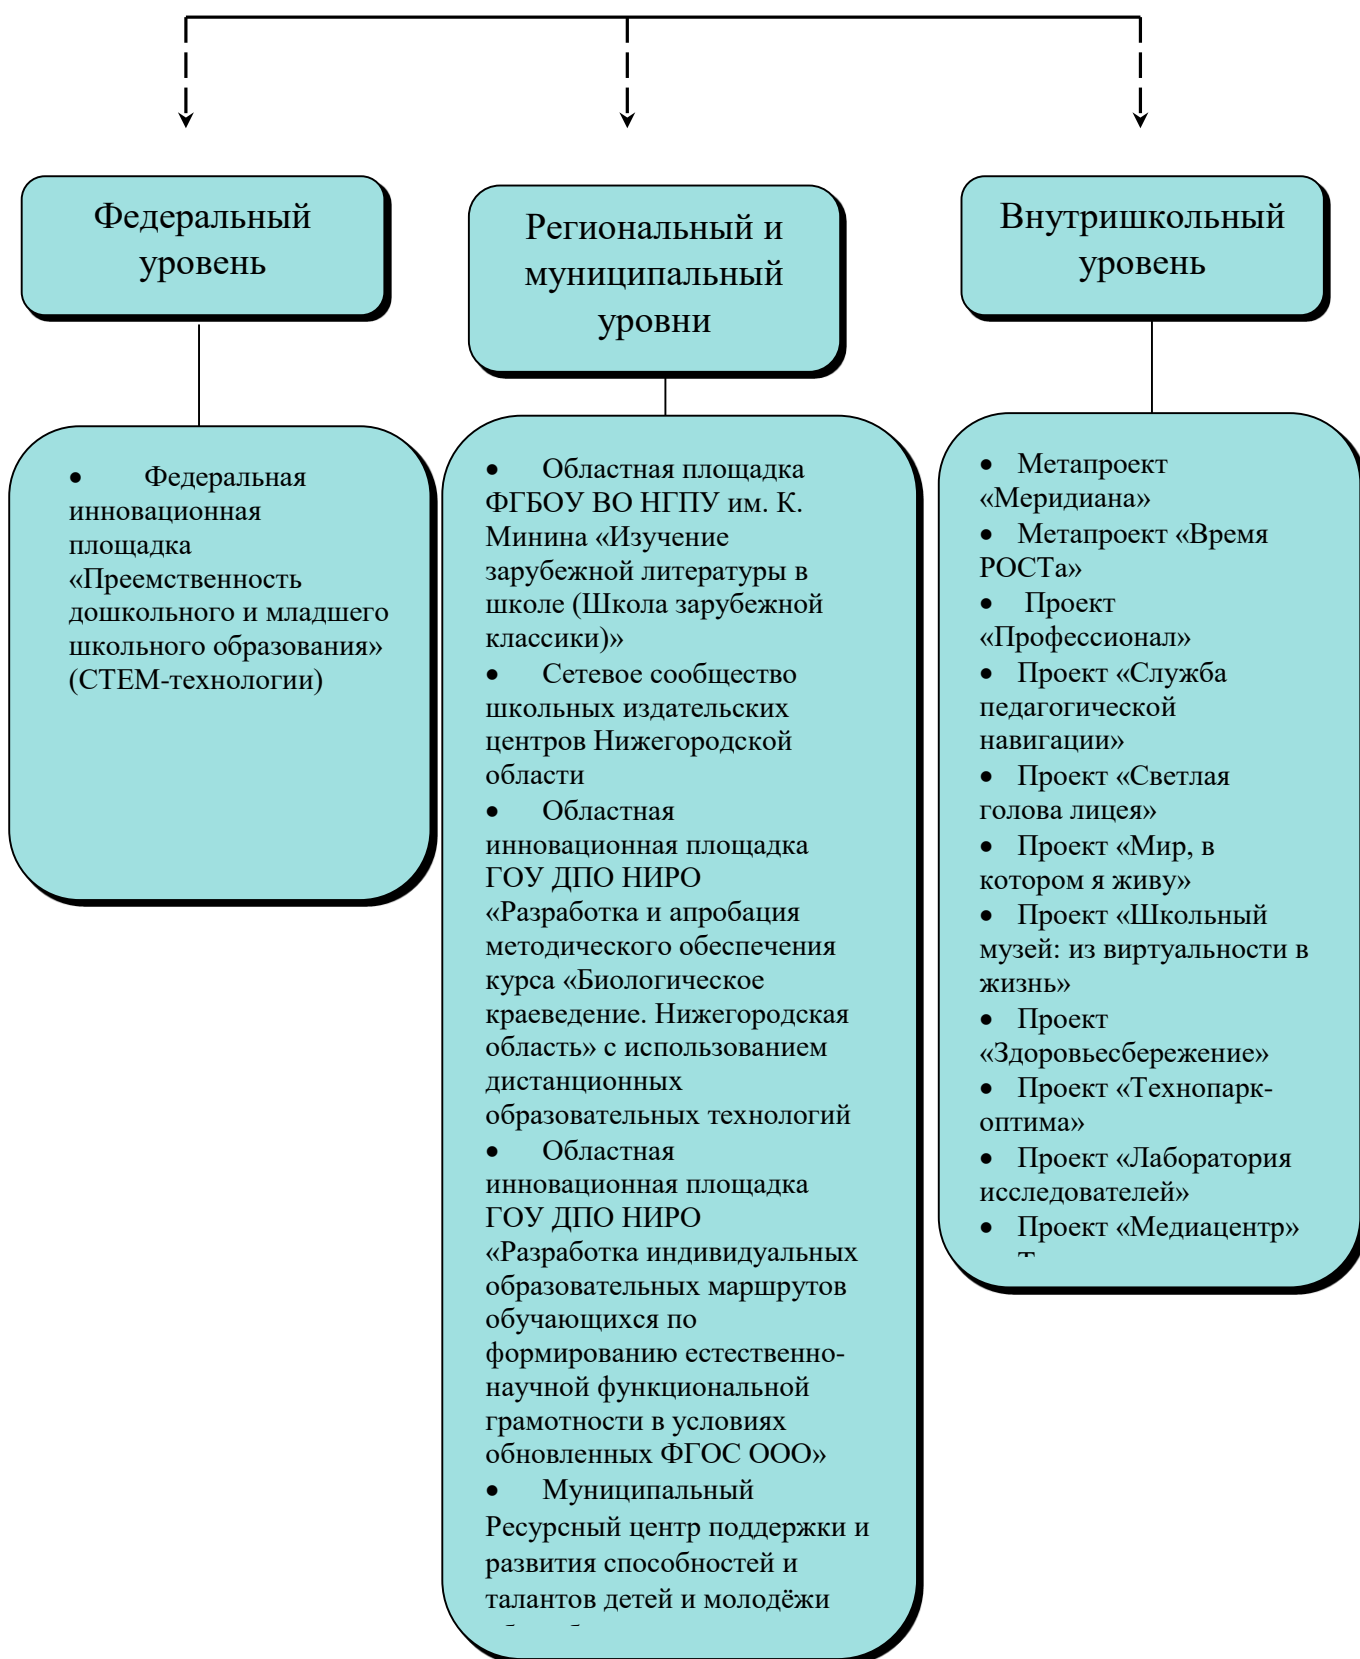 Федеральный
уровень
Региональный и
муниципальный
уровни
Внутришкольный
уровень
• Федеральная
инновационная
площадка
«Преемственность
дошкольного и младшего
школьного образования»
(СТЕМ-технологии)
• Областная площадка
ФГБОУ ВО НГПУ им. К.
Минина «Изучение
зарубежной литературы в
школе (Школа зарубежной
классики)»
• Сетевое сообщество
школьных издательских
центров Нижегородской
области
• Областная
инновационная площадка
ГОУ ДПО НИРО
«Разработка и апробация
методического обеспечения
курса «Биологическое
краеведение. Нижегородская
область» с использованием
дистанционных
образовательных технологий
• Областная
инновационная площадка
ГОУ ДПО НИРО
«Разработка индивидуальных
образовательных маршрутов
обучающихся по
формированию естественно-
научной функциональной
грамотности в условиях
обновленных ФГОС ООО»
• Муниципальный
Ресурсный центр поддержки и
развития способностей и
талантов детей и молодёжи
• Метапроект
«Меридиана»
• Метапроект «Время
РОСТа»
• Проект
«Профессионал»
• Проект «Служба
педагогической
навигации»
• Проект «Светлая
голова лицея»
• Проект «Мир, в
котором я живу»
• Проект «Школьный
музей: из виртуальности в
жизнь»
• Проект
«Здоровьесбережение»
• Проект «Технопарк-
оптима»
• Проект «Лаборатория
исследователей»
• Проект «Медиацентр»